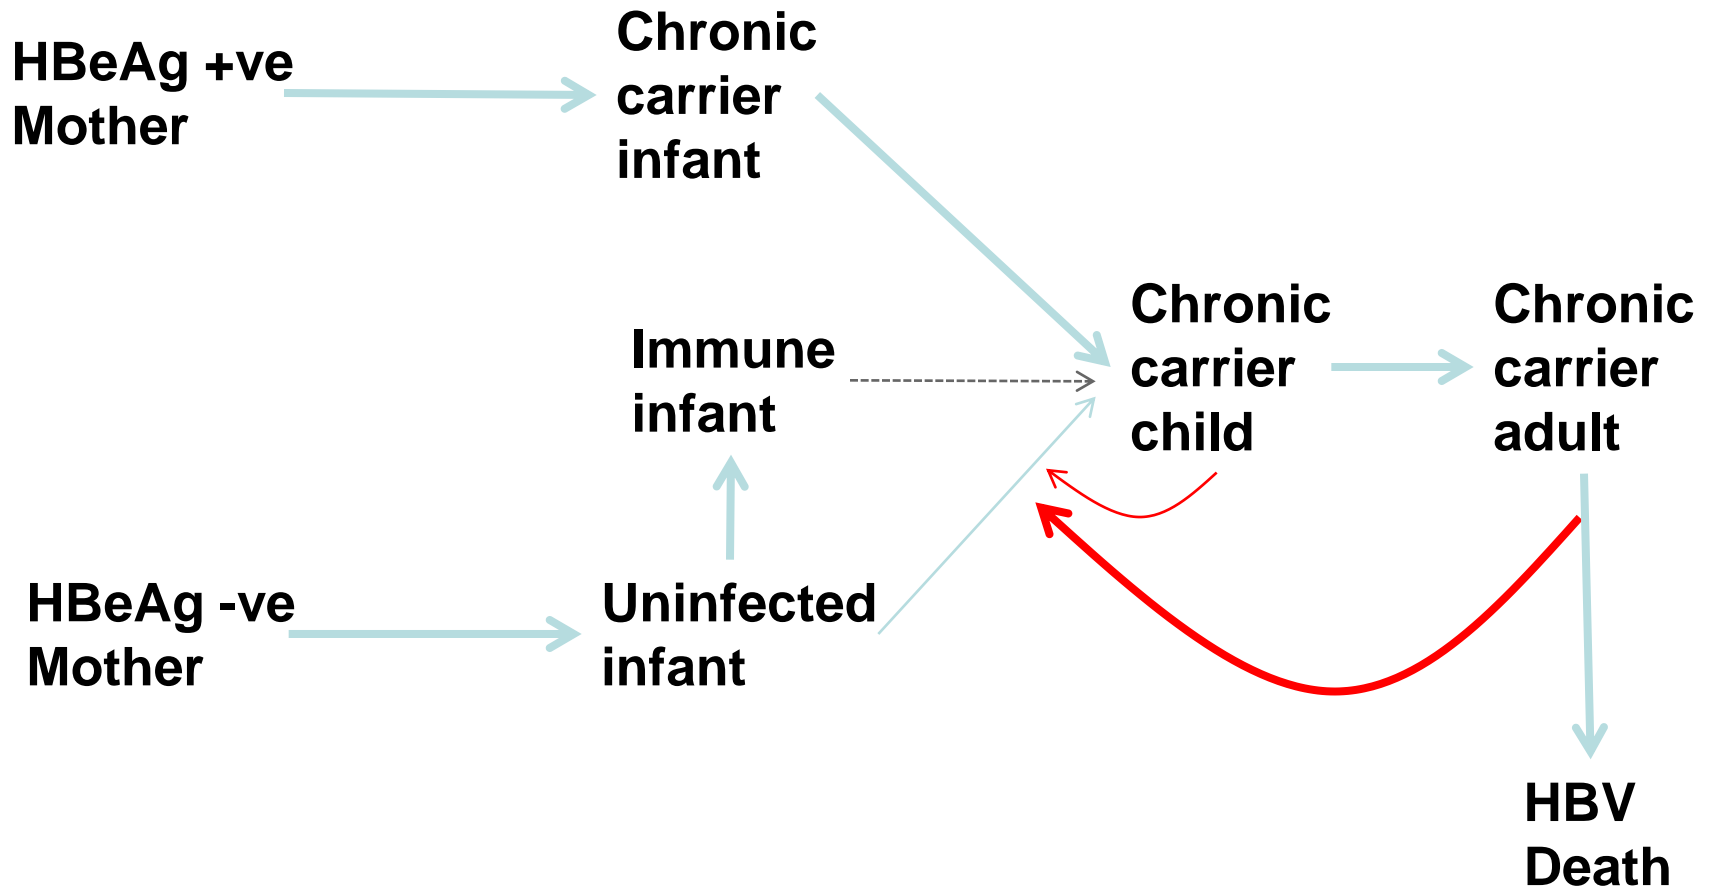 HBeAg +ve
Mother
Chronic
carrier
infant
Immune
infant
Chronic
carrier
child
Chronic
carrier
adult
HBeAg -ve
Mother
Uninfected
infant
HBV
Death